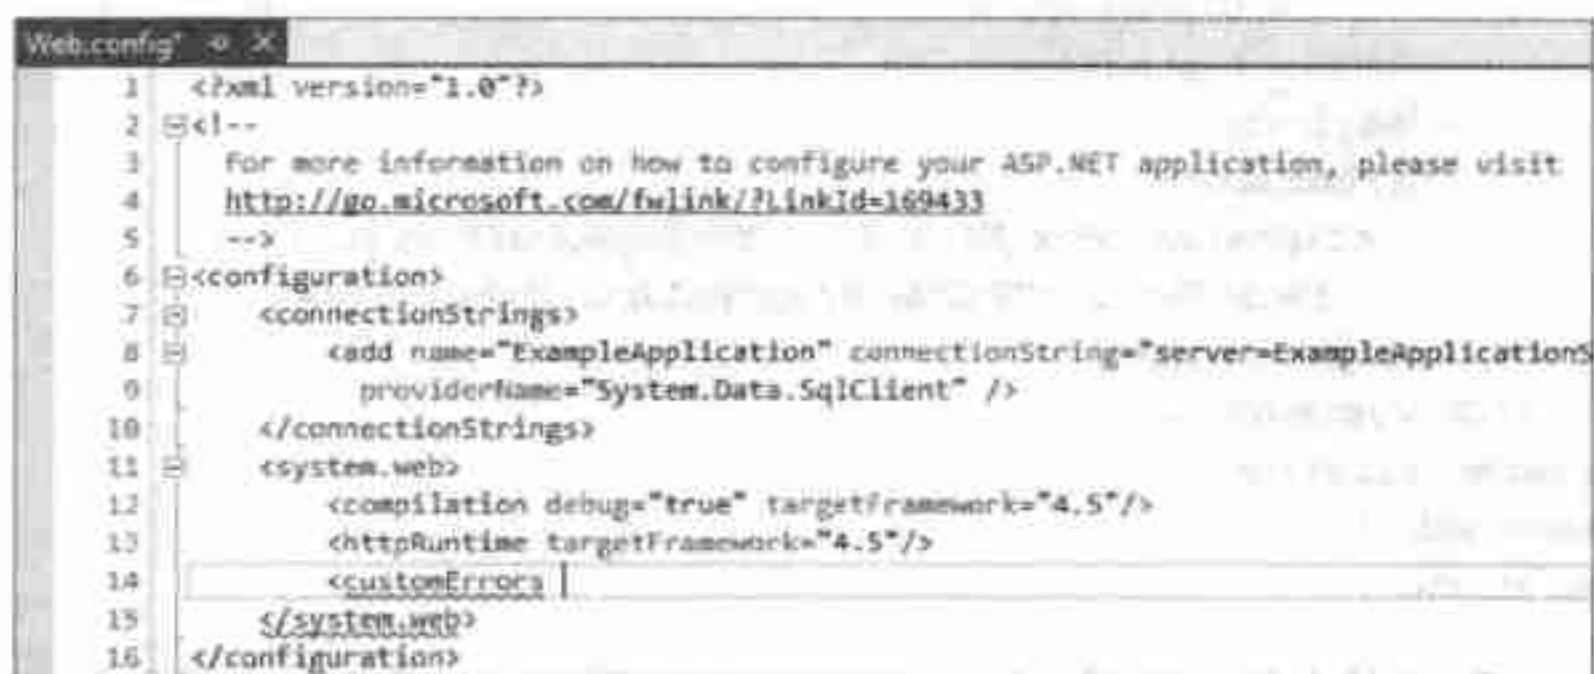 Web.config*
1 <?xml version="1.0"?>
2 <!--
3 For more information on how to configure your ASP.NET application, please visit
4 http://go.microsoft.com/fwlink/?LinkId=169433
5 -->
6 <configuration>
7 <connectionStrings>
8 <add name="ExampleApplication" connectionString="server=ExampleApplicationS
9 providerName="System.Data.SqlClient" />
10 </connectionStrings>
11 <system.web>
12 <compilation debug="true" targetFramework="4.5"/>
13 <httpRuntime targetFramework="4.5"/>
14 <customErrors
15 </system.web>
16 </configuration>